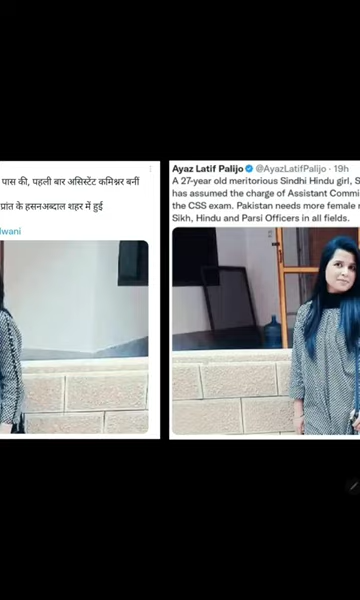 पास की, पहली बार असिस्टेंट कमिश्नर बनीं
प्रांत के हसनअब्दाल शहर में हुई
lwani
Ayaz Latif Palijo @AyazLatifPalijo · 19h
A 27-year old meritorious Sindhi Hindu girl, S
has assumed the charge of Assistant Commi
the CSS exam. Pakistan needs more female
Sikh, Hindu and Parsi Officers in all fields.